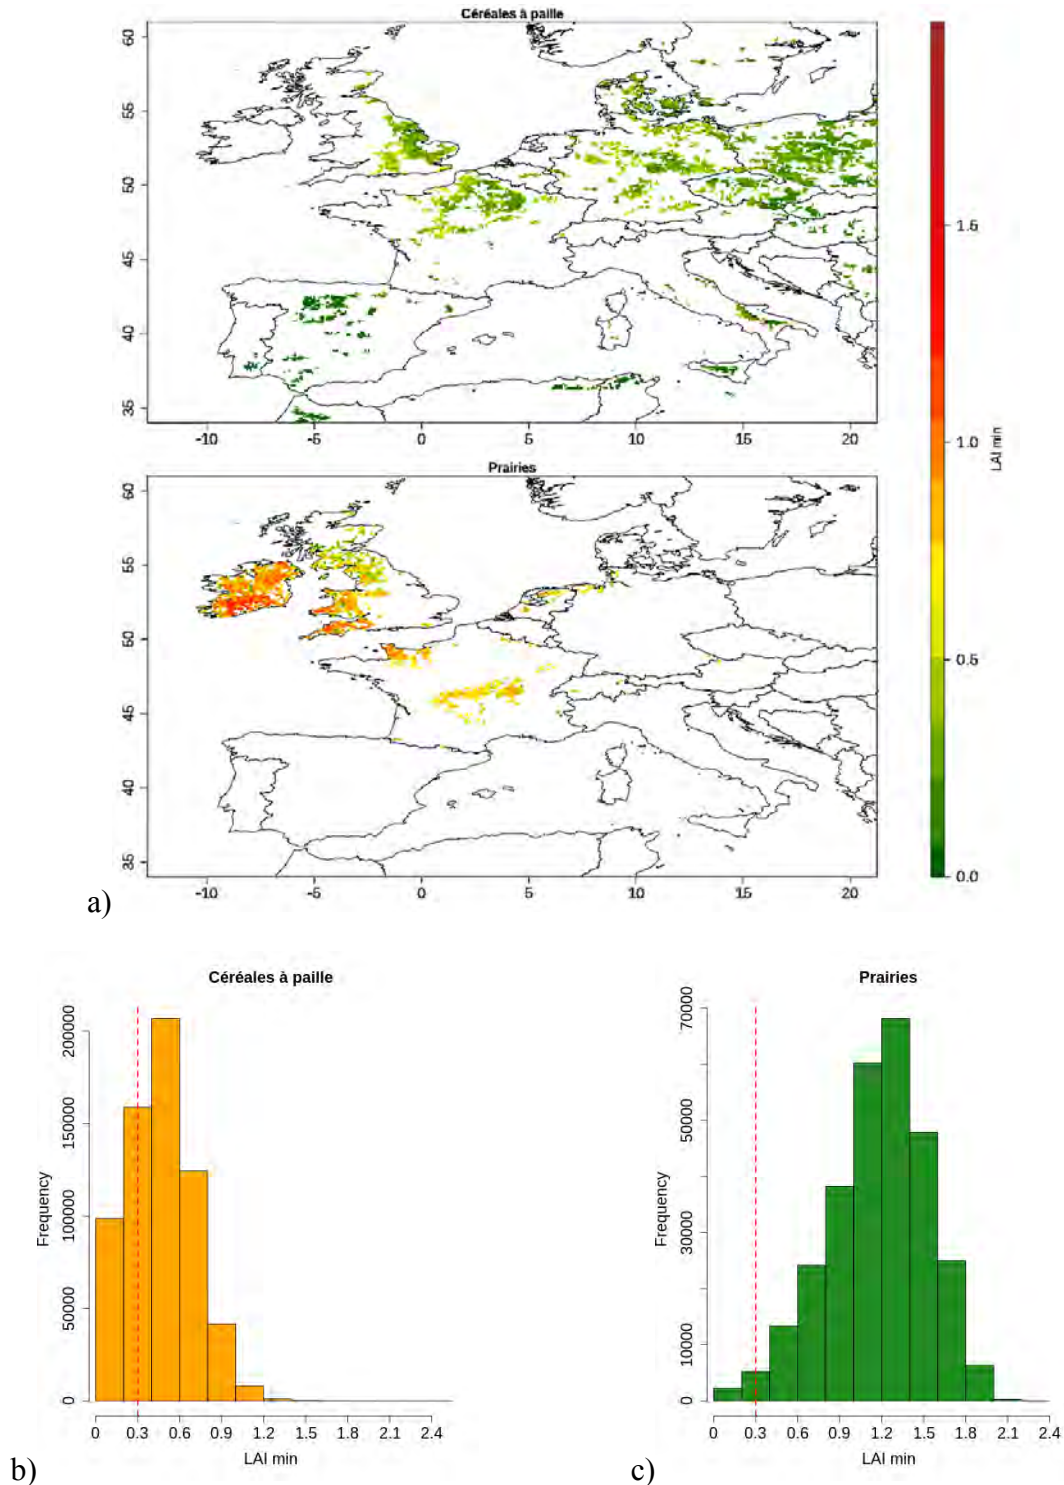 Céréales à paille
60
55
50
45
40
35
-10 -5 0 5 10 15 20
Prairies
60
55
50
45
40
35
-10 -5 0 5 10 15 20
1.5
1.0
0.5
0.0
LAI min
a)
Céréales à paille
Frequency
200000
150000
100000
50000
0
0 0.3 0.6 0.9 1.2 1.5 1.8 2.1 2.4
LAI min
b)
Prairies
Frequency
70000
50000
30000
10000
0
0 0.3 0.6 0.9 1.2 1.5 1.8 2.1 2.4
LAI min
c)